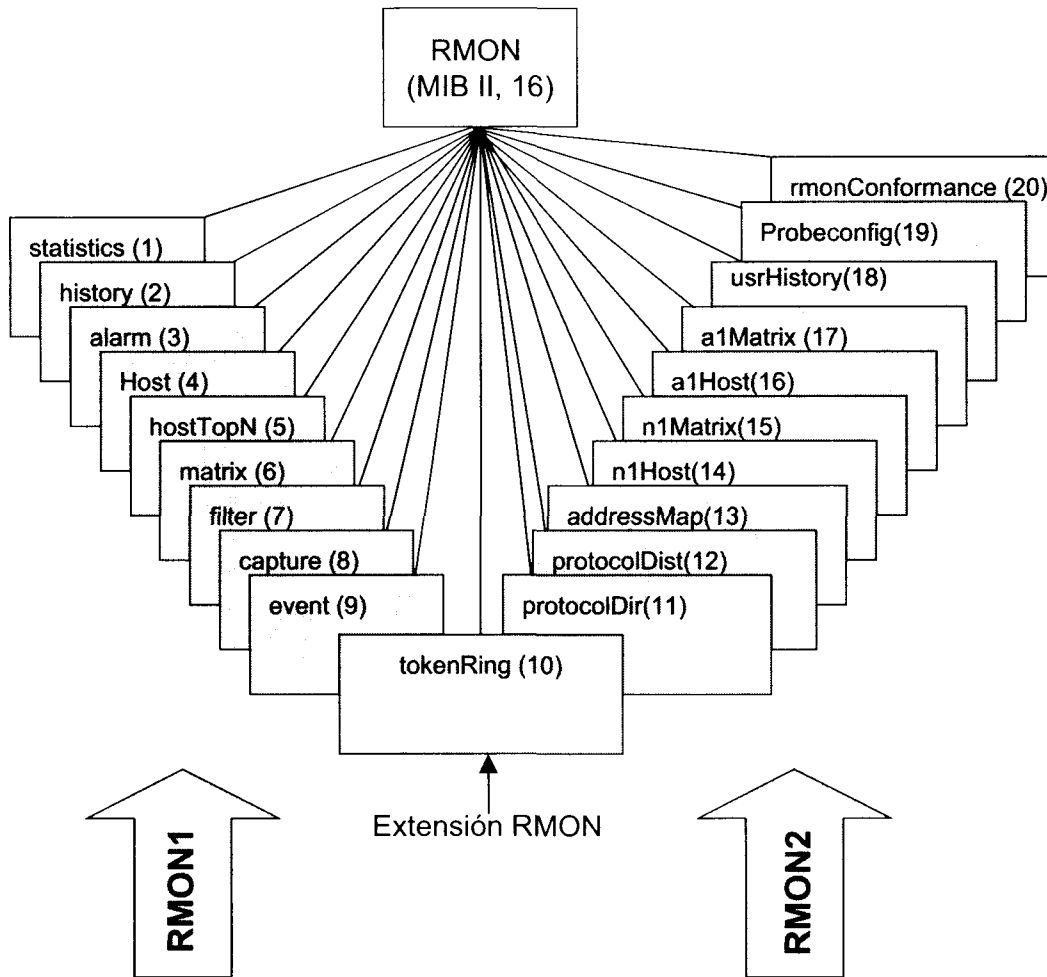 RMON
(MIB II, 16)
statistics (1)
history (2)
alarm (3)
Host (4)
hostTopN (5)
matrix (6)
filter (7)
capture (8)
event (9)
tokenRing (10)
rmonConformance (20)
Probeconfig(19)
usrHistory(18)
a1Matrix (17)
a1Host(16)
n1Matrix(15)
n1Host(14)
addressMap(13)
protocolDist(12)
protocolDir(11)
Extensión RMON
RMON1
RMON2